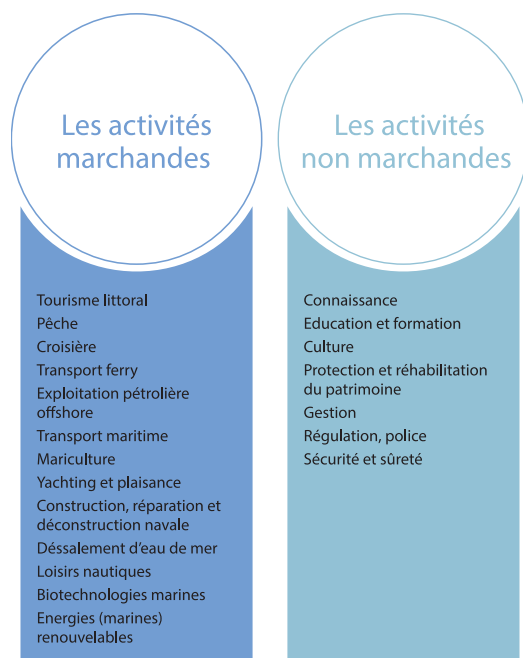 Les activités
marchandes
Tourisme littoral
Pêche
Croisière
Transport ferry
Exploitation pétrolière
offshore
Transport maritime
Mariculture
Yachting et plaisance
Construction, réparation et
déconstruction navale
Déssalement d'eau de mer
Loisirs nautiques
Biotechnologies marines
Energies (marines)
renouvelables
Les activités
non marchandes
Connaissance
Education et formation
Culture
Protection et réhabilitation
du patrimoine
Gestion
Régulation, police
Sécurité et sûreté